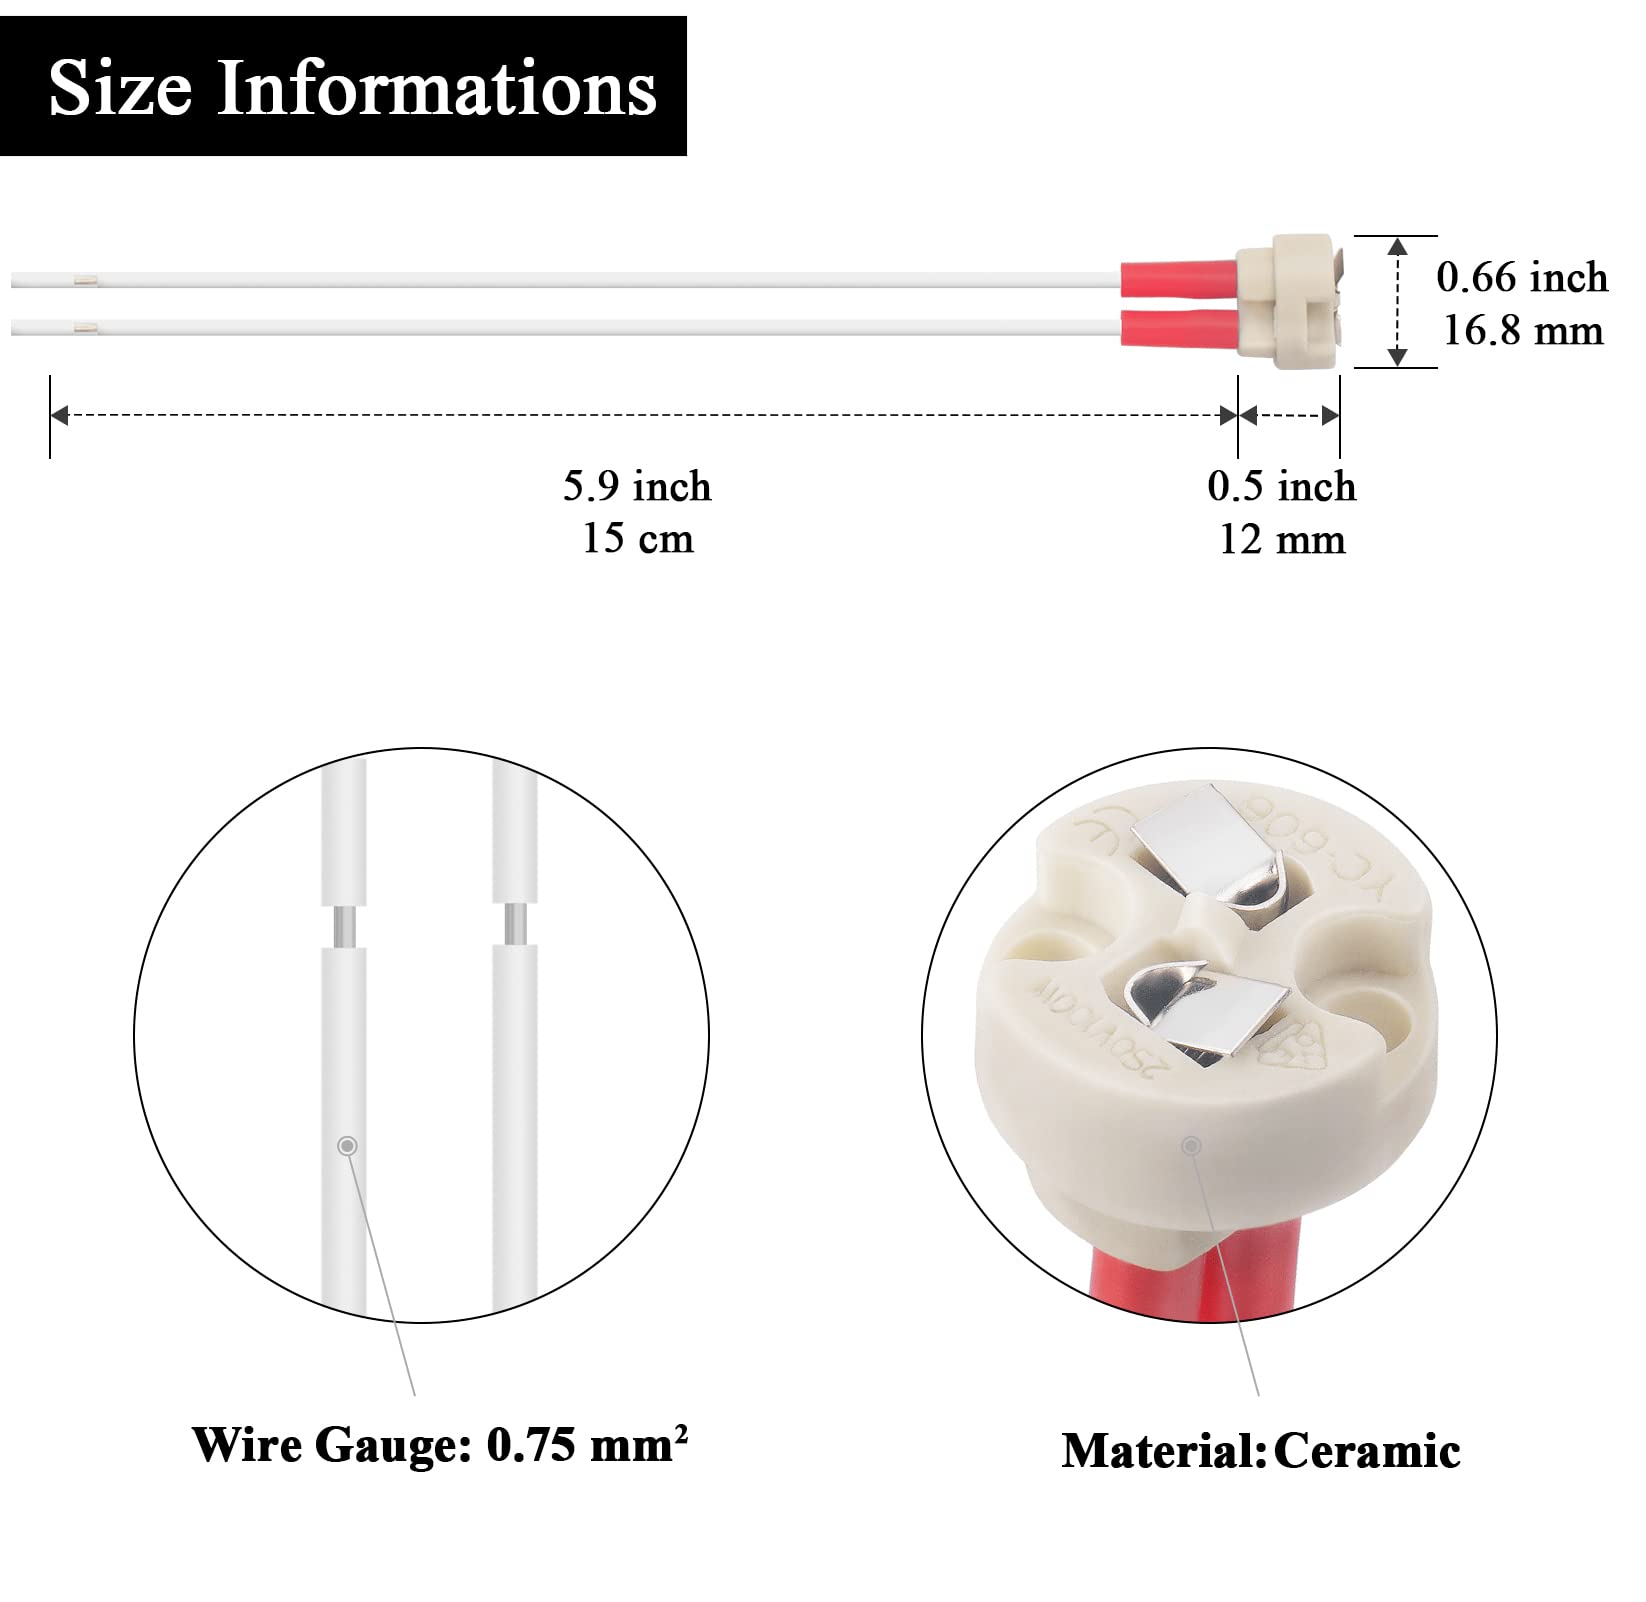 Size Informations
0.66 inch
16.8 mm
5.9 inch
15 cm
0.5 inch
12 mm
YC-606
CE
250V100W
Wire Gauge: 0.75 mm²
Material:Ceramic